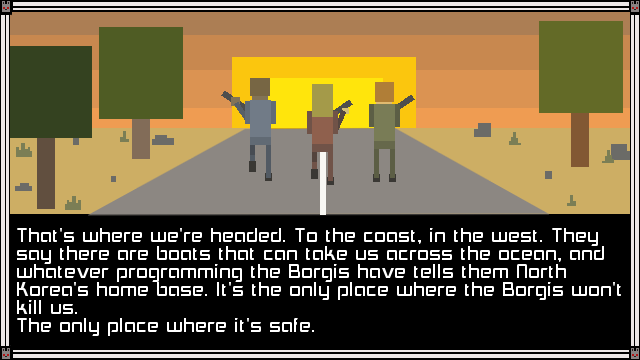 That's where we're headed. To the coast, in the west. They
say there are boats that can take us across the ocean, and
whatever programming the Borgis have tells them North
Korea's home base. It's the only place where the Borgis won't
kill us.
The only place where it's safe.